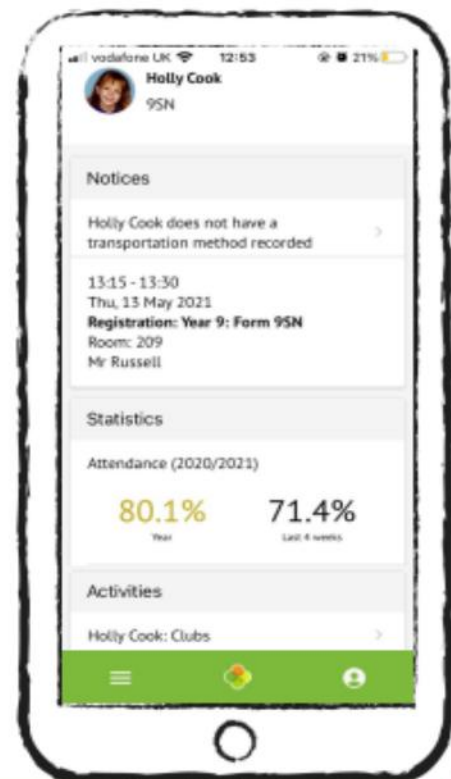 vodafone UK 12:53 21%
Holly Cook
9SN
Notices
Holly Cook does not have a
transportation method recorded
13:15 - 13:30
Thu, 13 May 2021
Registration: Year 9: Form 9SN
Room: 209
Mr Russell
Statistics
Attendance (2020/2021)
80.1% 71.4%
Year Last 4 weeks
Activities
Holly Cook: Clubs